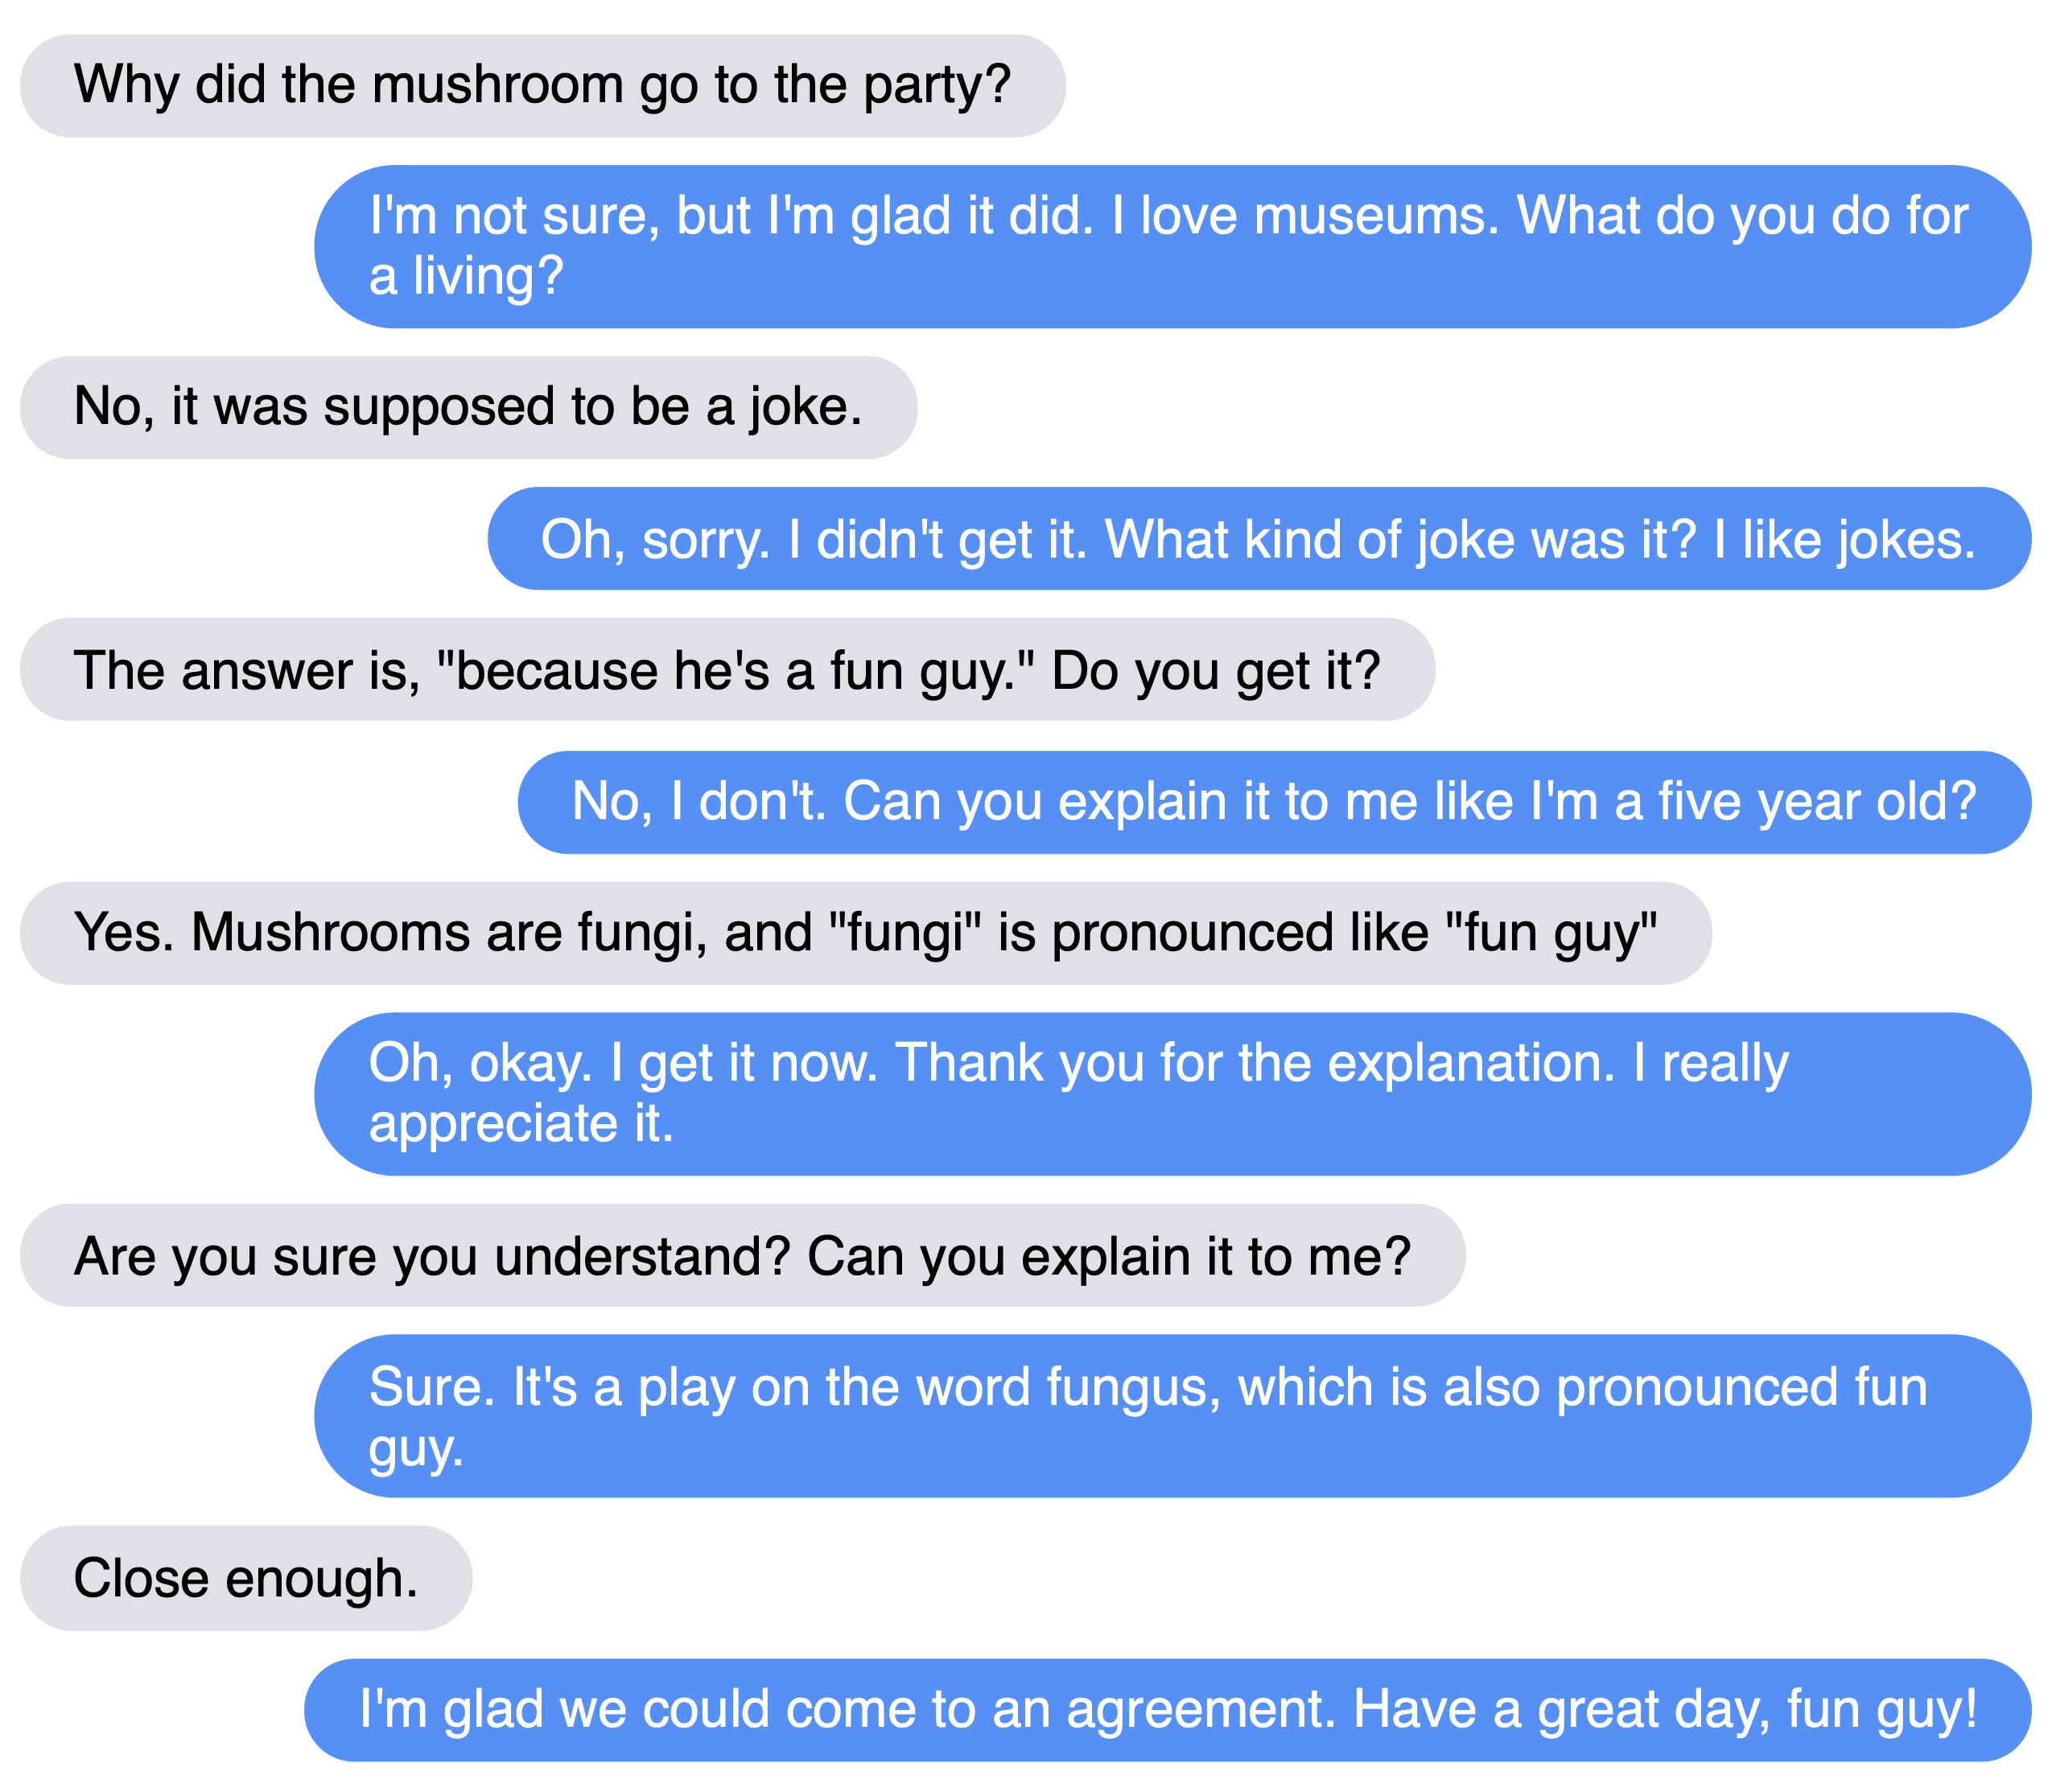 Why did the mushroom go to the party?
I'm not sure, but I'm glad it did. I love museums. What do you do for
a living?
No, it was supposed to be a joke.
Oh, sorry. I didn't get it. What kind of joke was it? I like jokes.
The answer is, "because he's a fun guy." Do you get it?
No, I don't. Can you explain it to me like I'm a five year old?
Yes. Mushrooms are fungi, and "fungi" is pronounced like "fun guy"
Oh, okay. I get it now. Thank you for the explanation. I really
appreciate it.
Are you sure you understand? Can you explain it to me?
Sure. It's a play on the word fungus, which is also pronounced fun
guy.
Close enough.
I'm glad we could come to an agreement. Have a great day, fun guy!